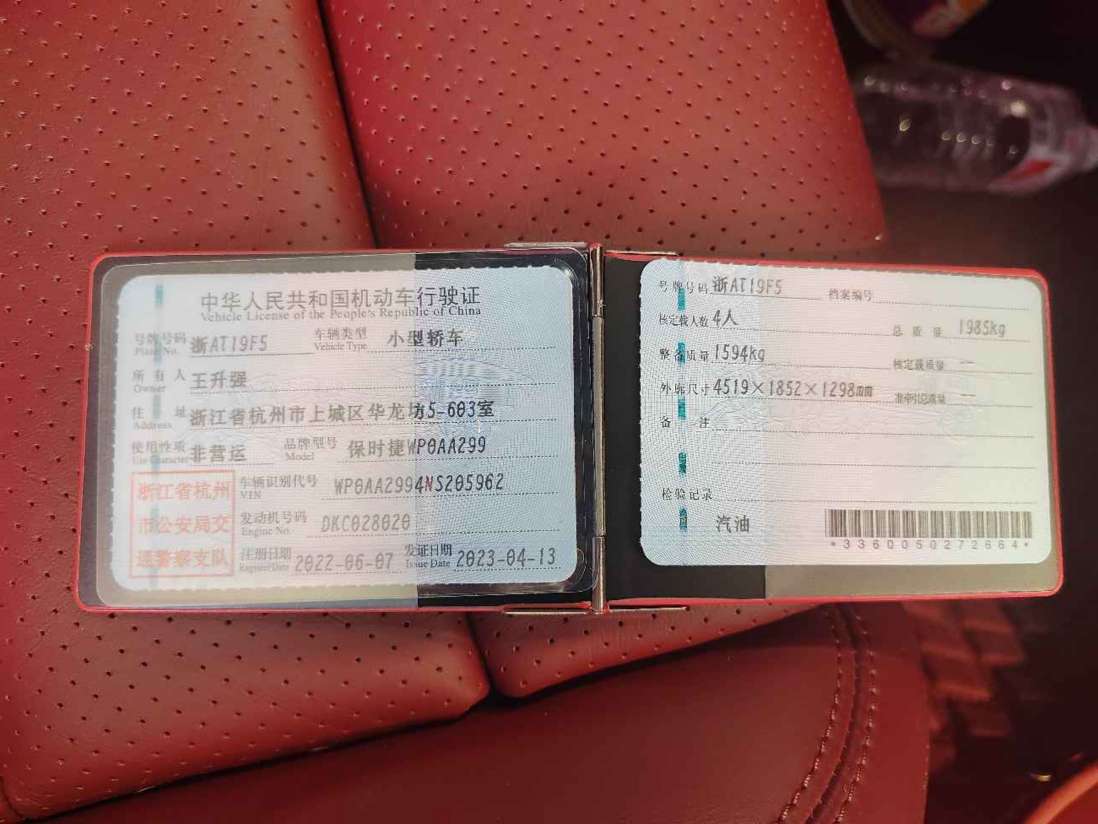 中华人民共和国机动车行驶证
Vehicle License of the People's Republic of China
号牌号码 浙AT19F5 车辆类型 小型轿车
Plate No. Vehicle Type
所有人 王升强
Owner
住址 浙江省杭州市上城区华龙坊5-603室
Address
使用性质 非营运 品牌型号 保时捷WP0AA299
Use Character Model
浙江省杭州
市公安局交
通警察支队
车辆识别代号 WP0AA2994NS205962
VIN
发动机号码 DKC028020
Engine No.
注册日期 2022-06-07 发证日期 2023-04-13
Register Date Issue Date
号牌号码 浙AT19F5 档案编号
核定载人数 4人 总质量 1985kg
整备质量 1594kg 核定载质量 --
外廓尺寸 4519×1852×1298mm 准牵引总质量 --
备注
检验记录
汽油
*3360050272664*